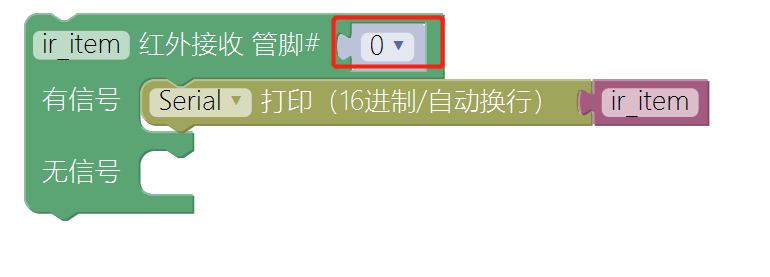 ir_item 红外接收 管脚# 0
有信号 Serial 打印（16进制/自动换行） ir_item
无信号